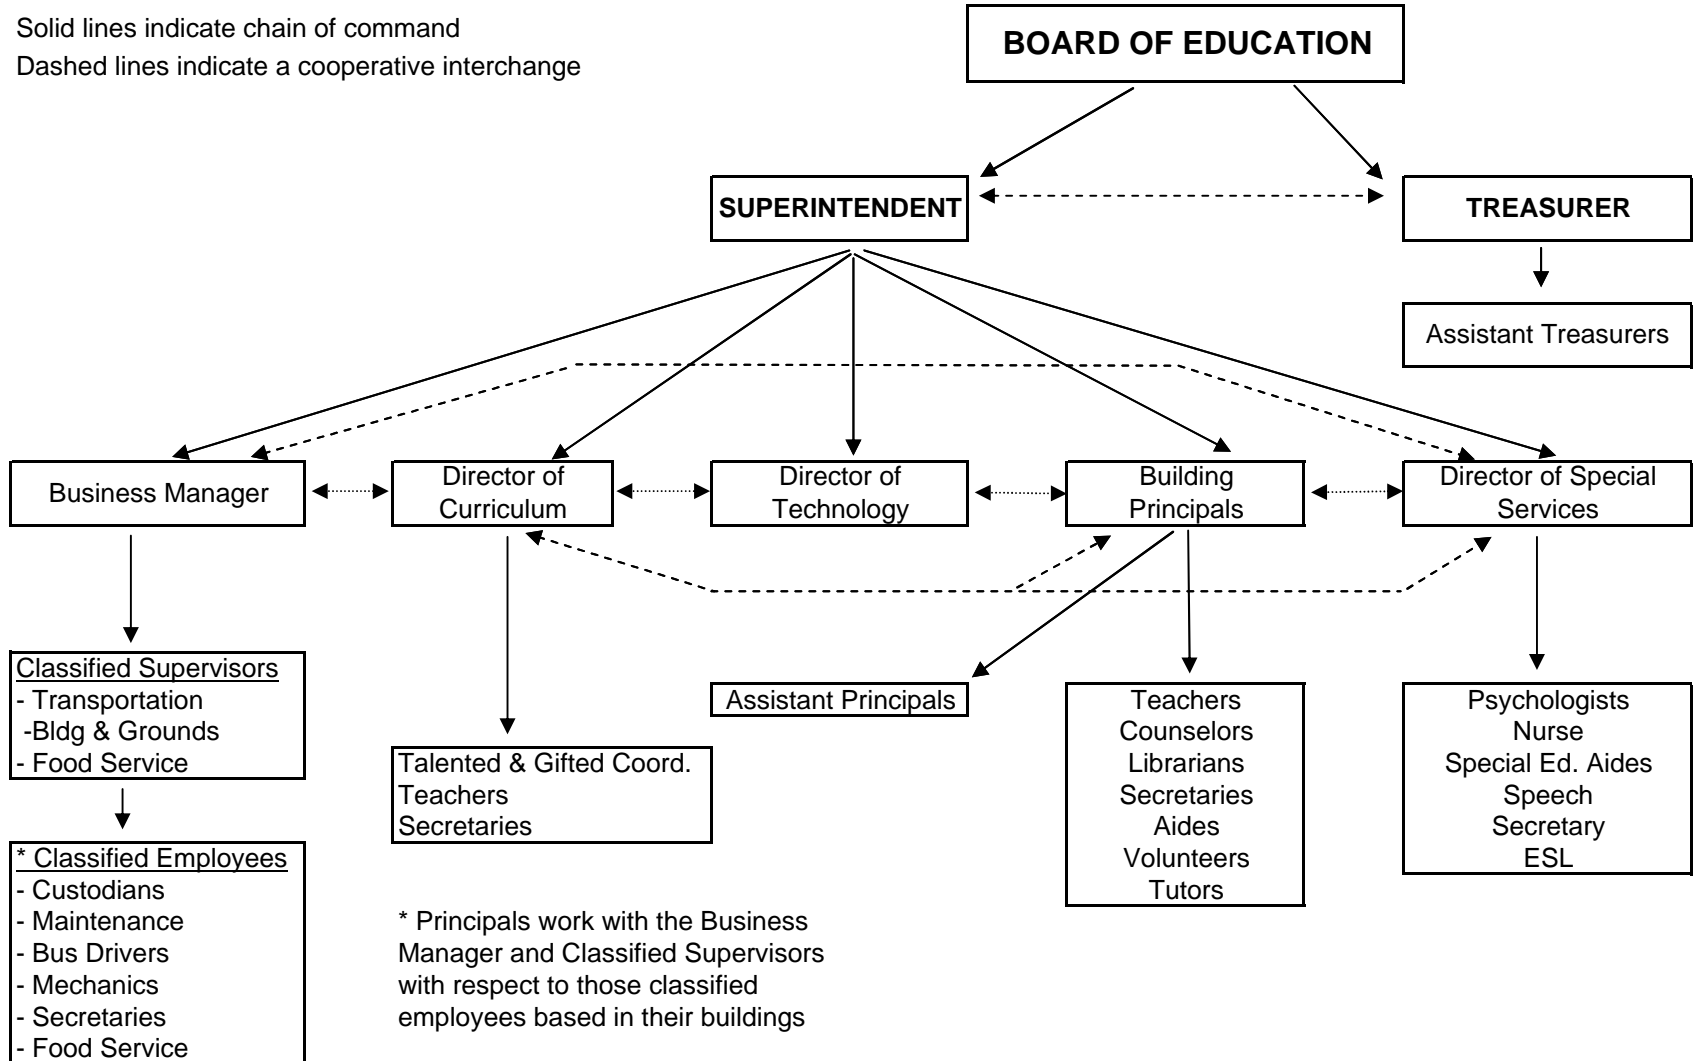 Solid lines indicate chain of command
Dashed lines indicate a cooperative interchange
BOARD OF EDUCATION
SUPERINTENDENT
TREASURER
Assistant Treasurers
Business Manager
Director of
Curriculum
Director of
Technology
Building
Principals
Director of Special
Services
Classified Supervisors
- Transportation
-Bldg & Grounds
- Food Service
* Classified Employees
- Custodians
- Maintenance
- Bus Drivers
- Mechanics
- Secretaries
- Food Service
Talented & Gifted Coord.
Teachers
Secretaries
* Principals work with the Business
Manager and Classified Supervisors
with respect to those classified
employees based in their buildings
Assistant Principals
Teachers
Counselors
Librarians
Secretaries
Aides
Volunteers
Tutors
Psychologists
Nurse
Special Ed. Aides
Speech
Secretary
ESL